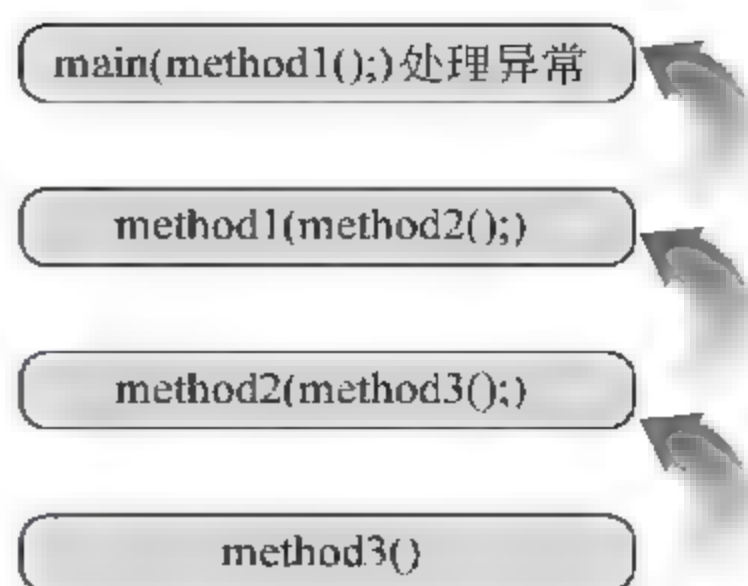 main(method1();)处理异常
method1(method2();)
method2(method3();)
method3()